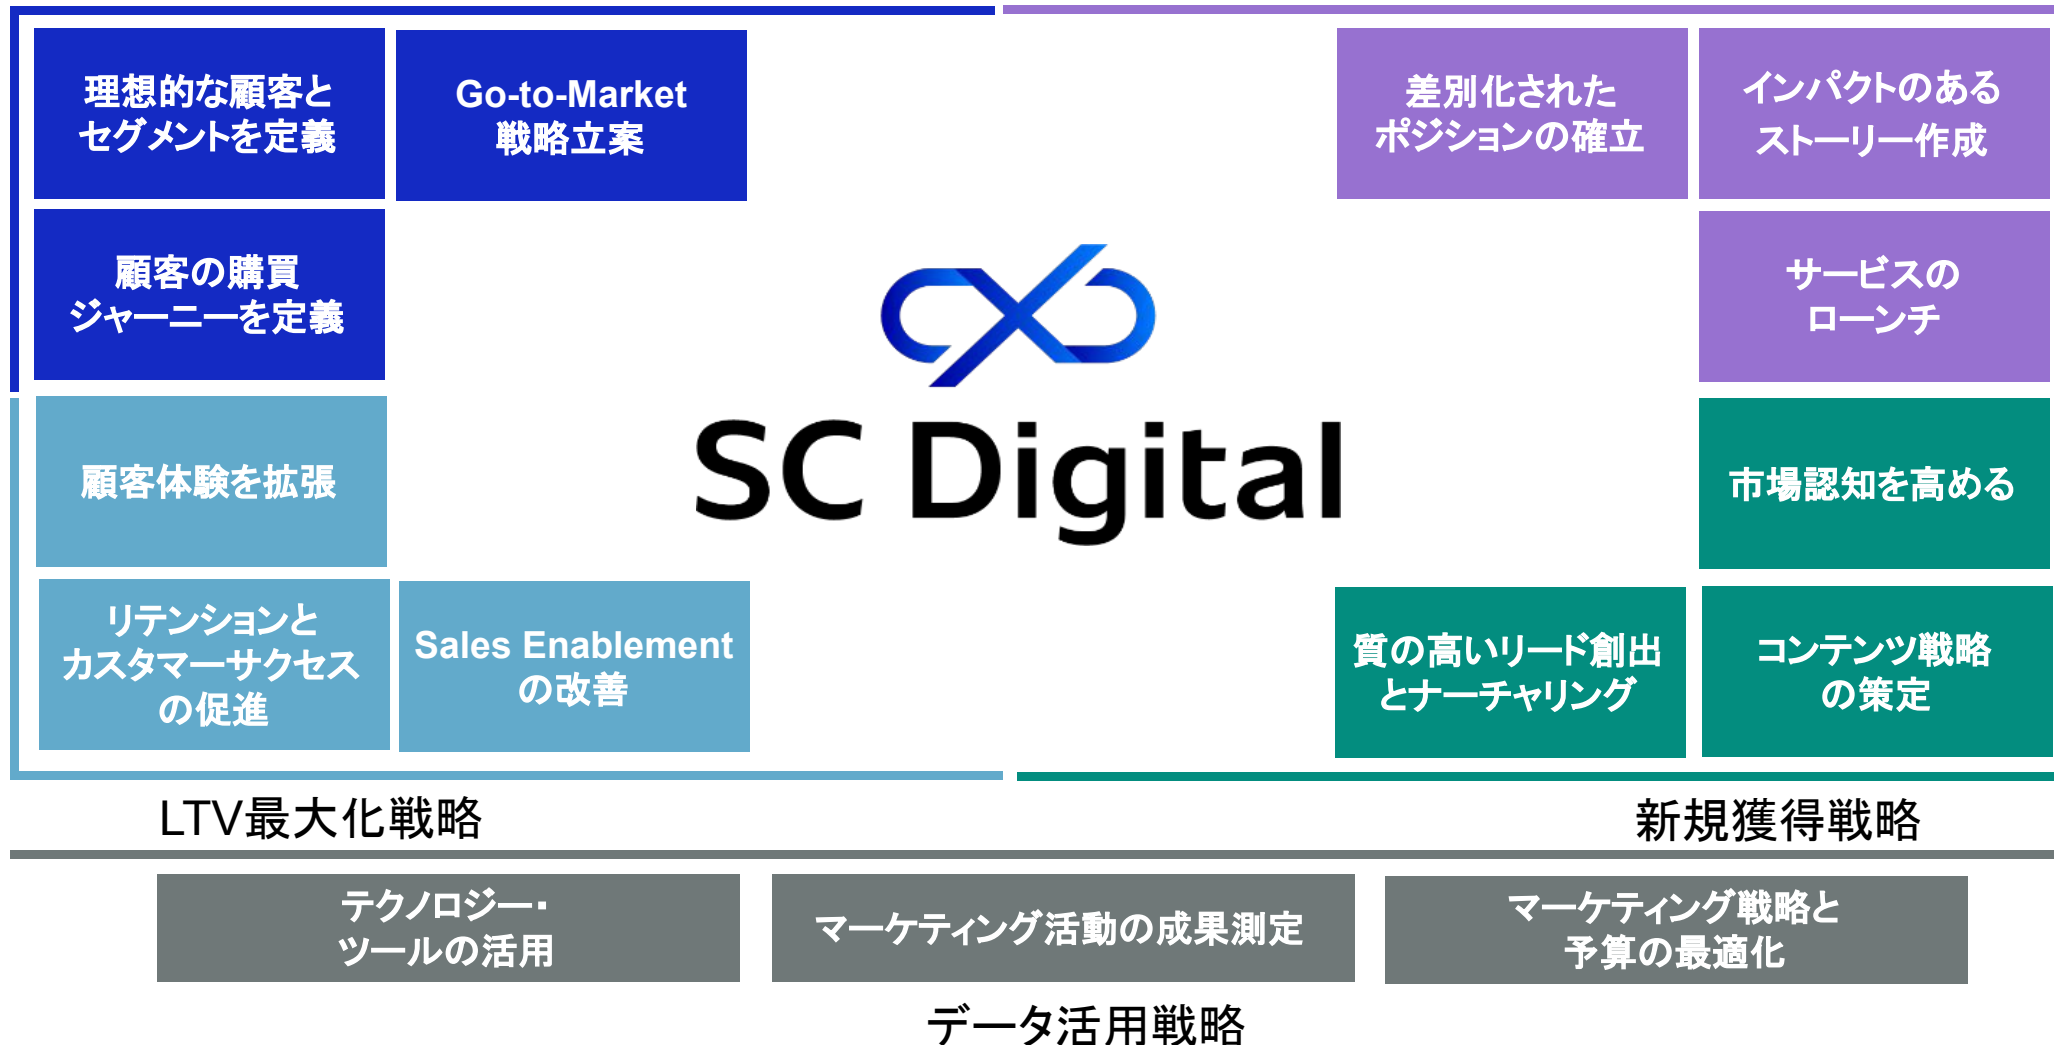 理想的な顧客と
セグメントを定義
Go-to-Market
戦略立案
差別化された
ポジションの確立
インパクトのある
ストーリー作成
顧客の購買
ジャーニーを定義
サービスの
ローンチ
SC Digital
顧客体験を拡張
市場認知を高める
リテンションと
カスタマーサクセス
の促進
Sales Enablement
の改善
質の高いリード創出
とナーチャリング
コンテンツ戦略
の策定
LTV最大化戦略
新規獲得戦略
テクノロジー・
ツールの活用
マーケティング活動の成果測定
マーケティング戦略と
予算の最適化
データ活用戦略